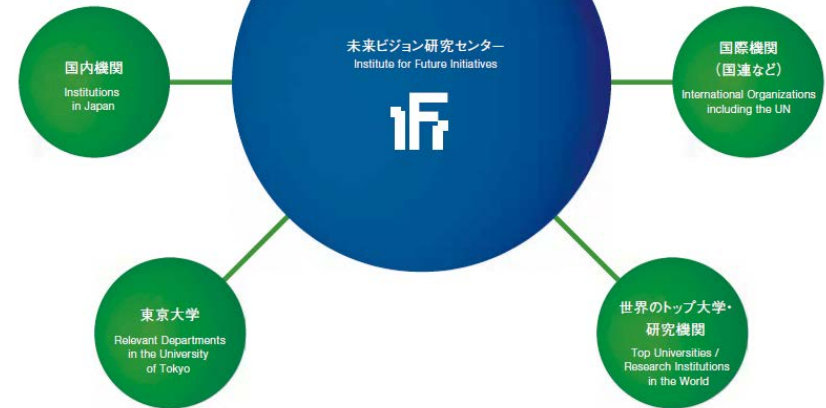 未来ビジョン研究センター
Institute for Future Initiatives
IFI
国内機関
Institutions
in Japan
国際機関
（国連など）
International Organizations
including the UN
東京大学
Relevant Departments
in the University
of Tokyo
世界のトップ大学・
研究機関
Top Universities /
Research Institutions
in the World